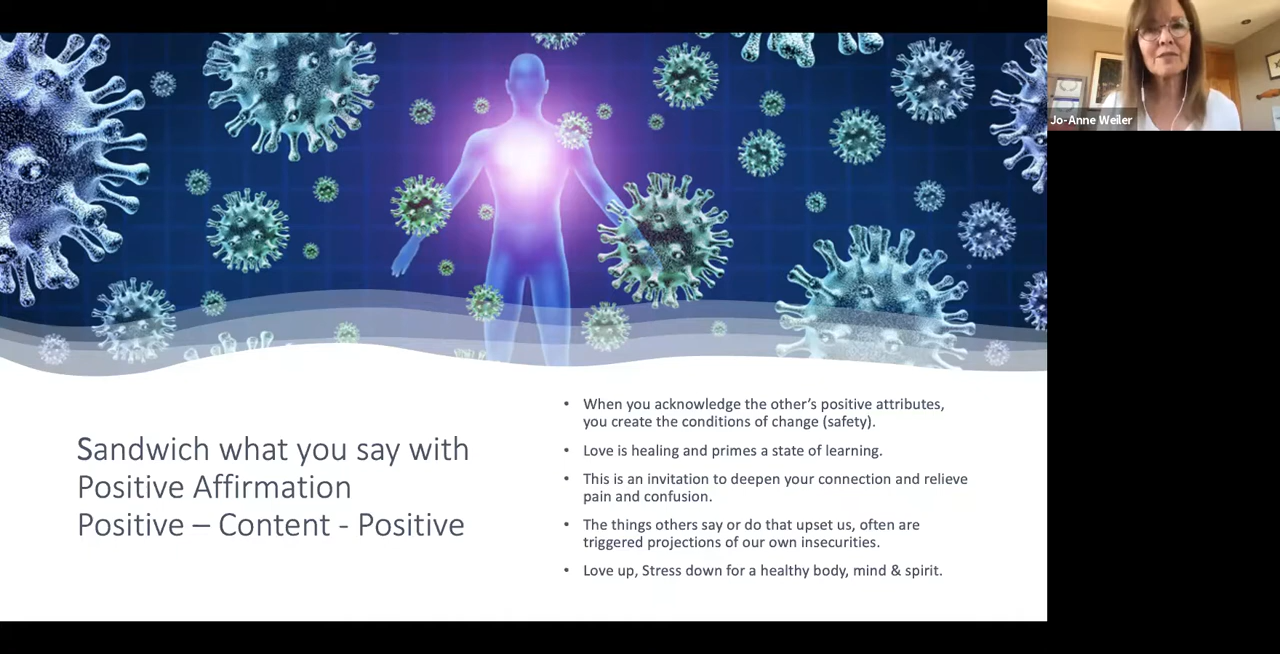 Jo-Anne Weiler
Sandwich what you say with
Positive Affirmation
Positive – Content - Positive
• When you acknowledge the other’s positive attributes,
you create the conditions of change (safety).
• Love is healing and primes a state of learning.
• This is an invitation to deepen your connection and relieve
pain and confusion.
• The things others say or do that upset us, often are
triggered projections of our own insecurities.
• Love up, Stress down for a healthy body, mind & spirit.